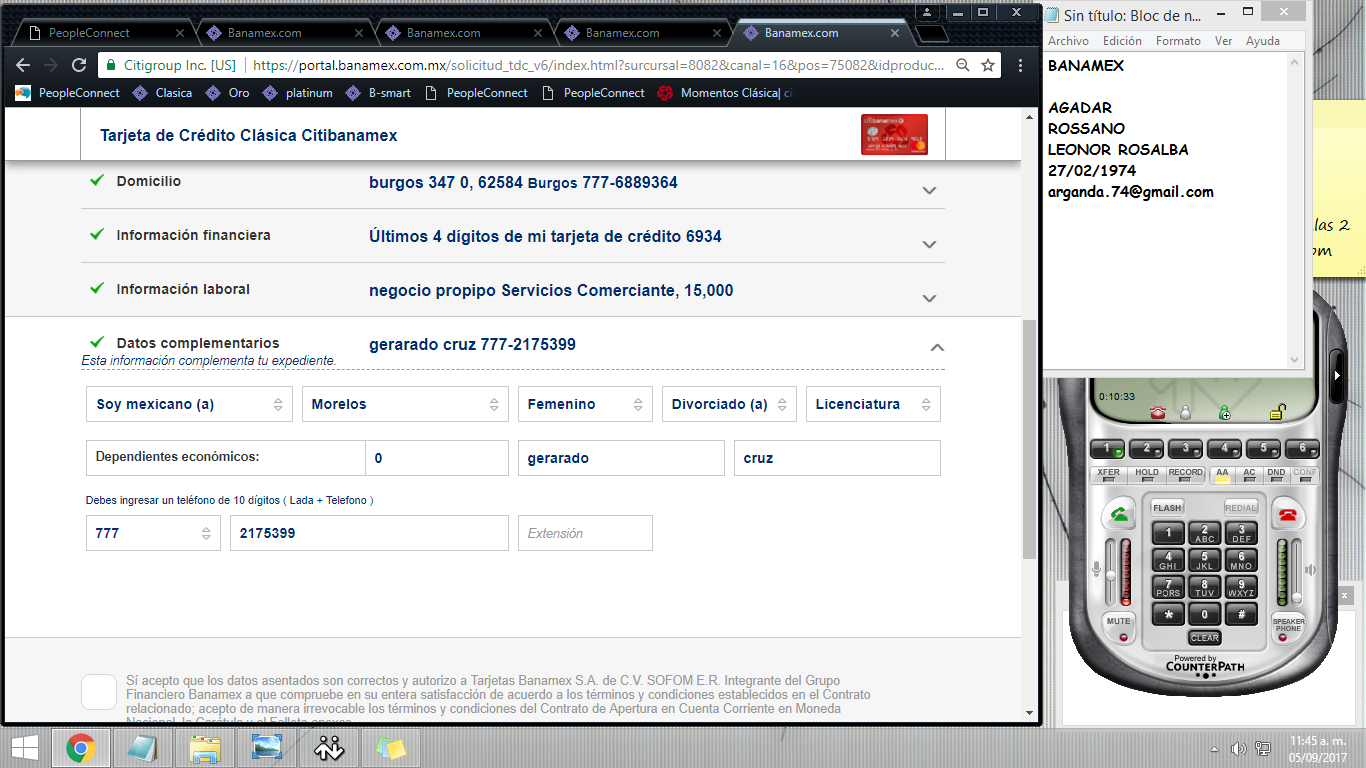 PeopleConnect
Banamex.com
Banamex.com
Banamex.com
Banamex.com
Citigroup Inc. [US]
https://portal.banamex.com.mx/solicitud_tdc_v6/index.html?surcursal=8082&canal=16&pos=75082&idproduc...
PeopleConnect
Clasica
Oro
platinum
B-smart
PeopleConnect
PeopleConnect
Momentos Clásica| ci
Tarjeta de Crédito Clásica Citibanamex
citibanamex
Domicilio
burgos 347 0, 62584 Burgos 777-6889364
Información financiera
Últimos 4 dígitos de mi tarjeta de crédito 6934
Información laboral
negocio propipo Servicios Comerciante, 15,000
Datos complementarios
gerarado cruz 777-2175399
Esta información complementa tu expediente.
Soy mexicano (a)
Morelos
Femenino
Divorciado (a)
Licenciatura
Dependientes económicos:
0
gerarado
cruz
Debes ingresar un teléfono de 10 dígitos ( Lada + Telefono )
777
2175399
Extensión
Sí acepto que los datos asentados son correctos y autorizo a Tarjetas Banamex S.A. de C.V. SOFOM E.R. Integrante del Grupo
Financiero Banamex a que compruebe en su entera satisfacción de acuerdo a los términos y condiciones establecidos en el Contrato
relacionado; acepto de manera irrevocable los términos y condiciones del Contrato de Apertura en Cuenta Corriente en Moneda
Nacional, la Carátula y el Folleto anexos
Sin título: Bloc de n...
Archivo Edición Formato Ver Ayuda
BANAMEX
AGADAR
ROSSANO
LEONOR ROSALBA
27/02/1974
arganda.74@gmail.com
las 2
om
0:10:33
1 2 3 4 5 6
XFER HOLD RECORD AA AC DND CONF
FLASH REDIAL
1
2 ABC
3 DEF
4 GHI
5 JKL
6 MNO
7 PQRS
8 TUV
9 WXYZ
* 0 #
MUTE
CLEAR
SPEAKER PHONE
Powered by
COUNTERPATH
11:45 a. m.
05/09/2017